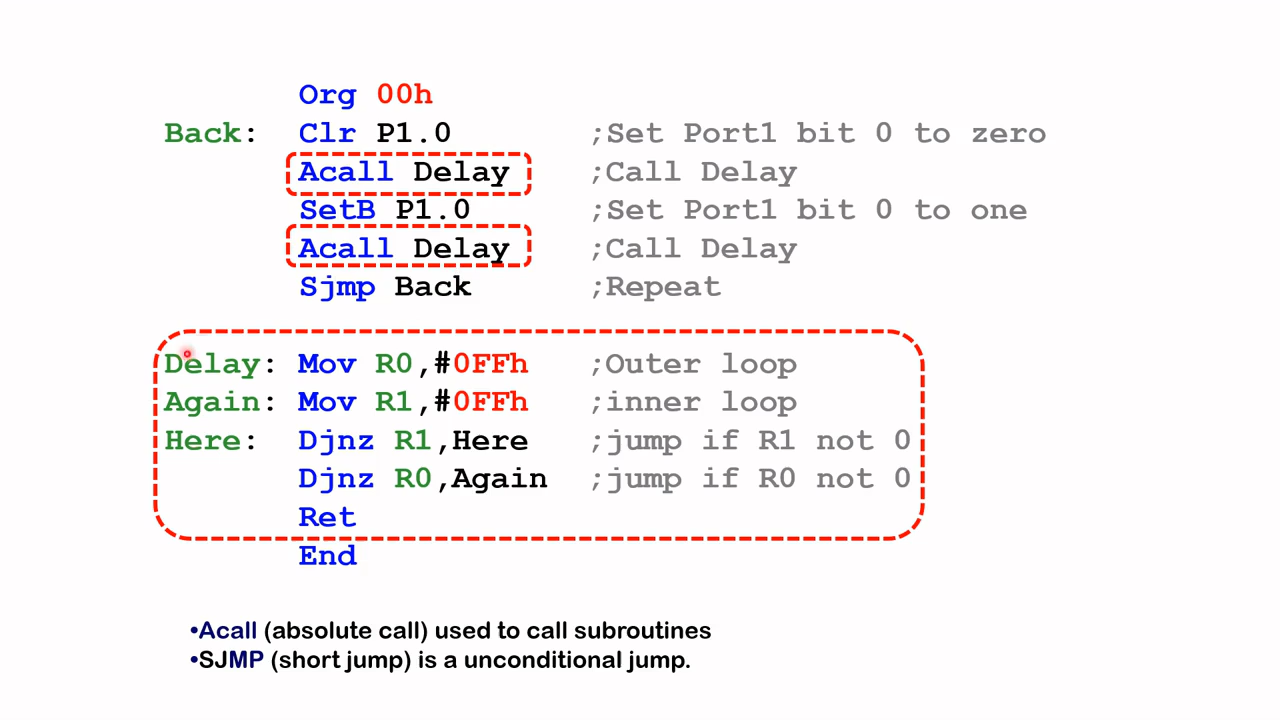 Org 00h
Back: Clr P1.0 ;Set Port1 bit 0 to zero
Acall Delay ;Call Delay
SetB P1.0 ;Set Port1 bit 0 to one
Acall Delay ;Call Delay
Sjmp Back ;Repeat
Delay: Mov R0,#0FFh ;Outer loop
Again: Mov R1,#0FFh ;inner loop
Here: Djnz R1,Here ;jump if R1 not 0
Djnz R0,Again ;jump if R0 not 0
Ret
End
•Acall (absolute call) used to call subroutines
•SJMP (short jump) is a unconditional jump.